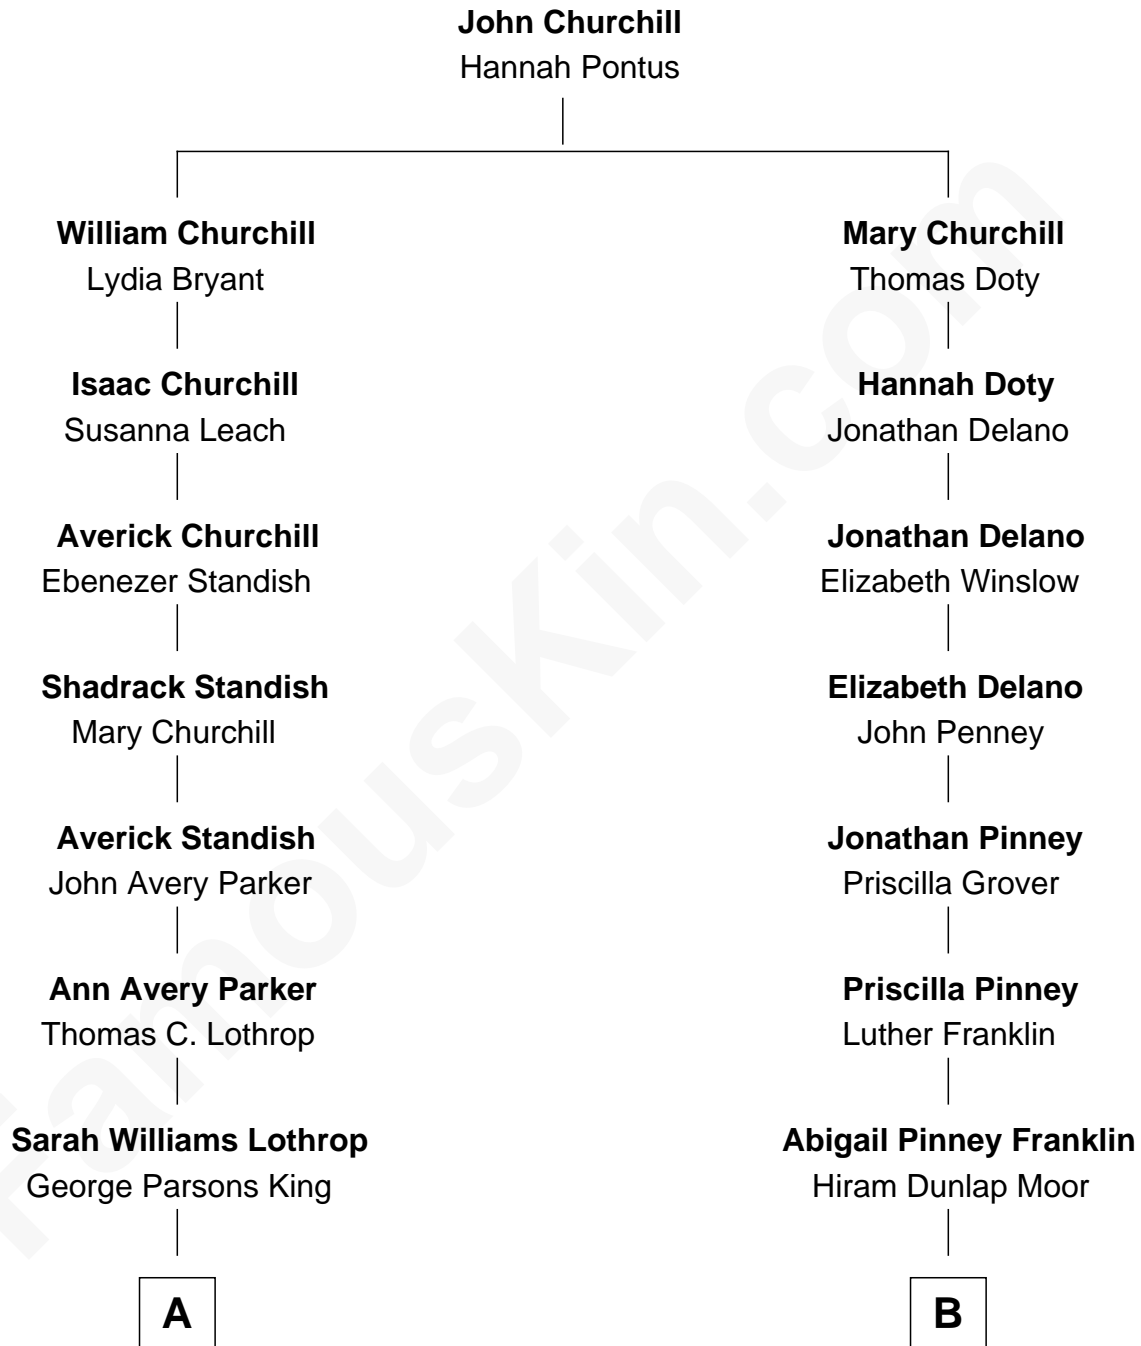 John Churchill
Hannah Pontus
William Churchill
Lydia Bryant
Mary Churchill
Thomas Doty
Isaac Churchill
Susanna Leach
Hannah Doty
Jonathan Delano
Averick Churchill
Ebenezer Standish
Jonathan Delano
Elizabeth Winslow
Shadrack Standish
Mary Churchill
Elizabeth Delano
John Penney
Averick Standish
John Avery Parker
Jonathan Pinney
Priscilla Grover
Ann Avery Parker
Thomas C. Lothrop
Priscilla Pinney
Luther Franklin
Sarah Williams Lothrop
George Parsons King
Abigail Pinney Franklin
Hiram Dunlap Moor
A
B
FamousKin.com